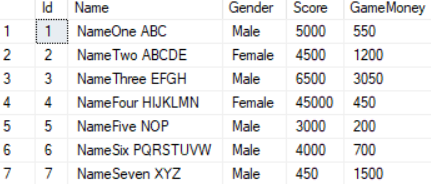 Id Name Gender Score GameMoney
1 1 NameOne ABC Male 5000 550
2 2 NameTwo ABCDE Female 4500 1200
3 3 NameThree EFGH Male 6500 3050
4 4 NameFour HIJKLMN Female 45000 450
5 5 NameFive NOP Male 3000 200
6 6 NameSix PQRSTUVW Male 4000 700
7 7 NameSeven XYZ Male 450 1500